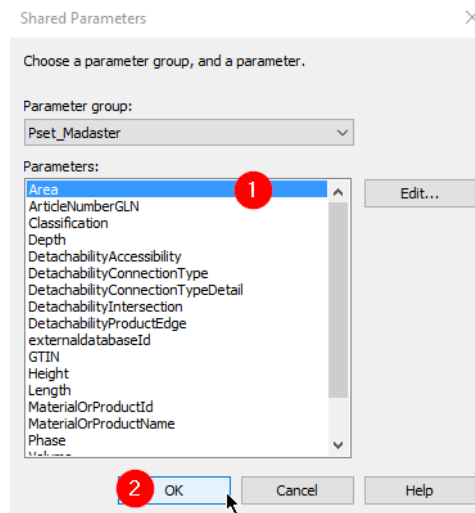 Shared Parameters
Choose a parameter group, and a parameter.
Parameter group:
Pset_Madaster
Parameters:
Area
1
Edit...
ArticleNumberGLN
Classification
Depth
DetachabilityAccessibility
DetachabilityConnectionType
DetachabilityConnectionTypeDetail
DetachabilityIntersection
DetachabilityProductEdge
externaldatabaseId
GTIN
Height
Length
MaterialOrProductId
MaterialOrProductName
Phase
2
OK
Cancel
Help